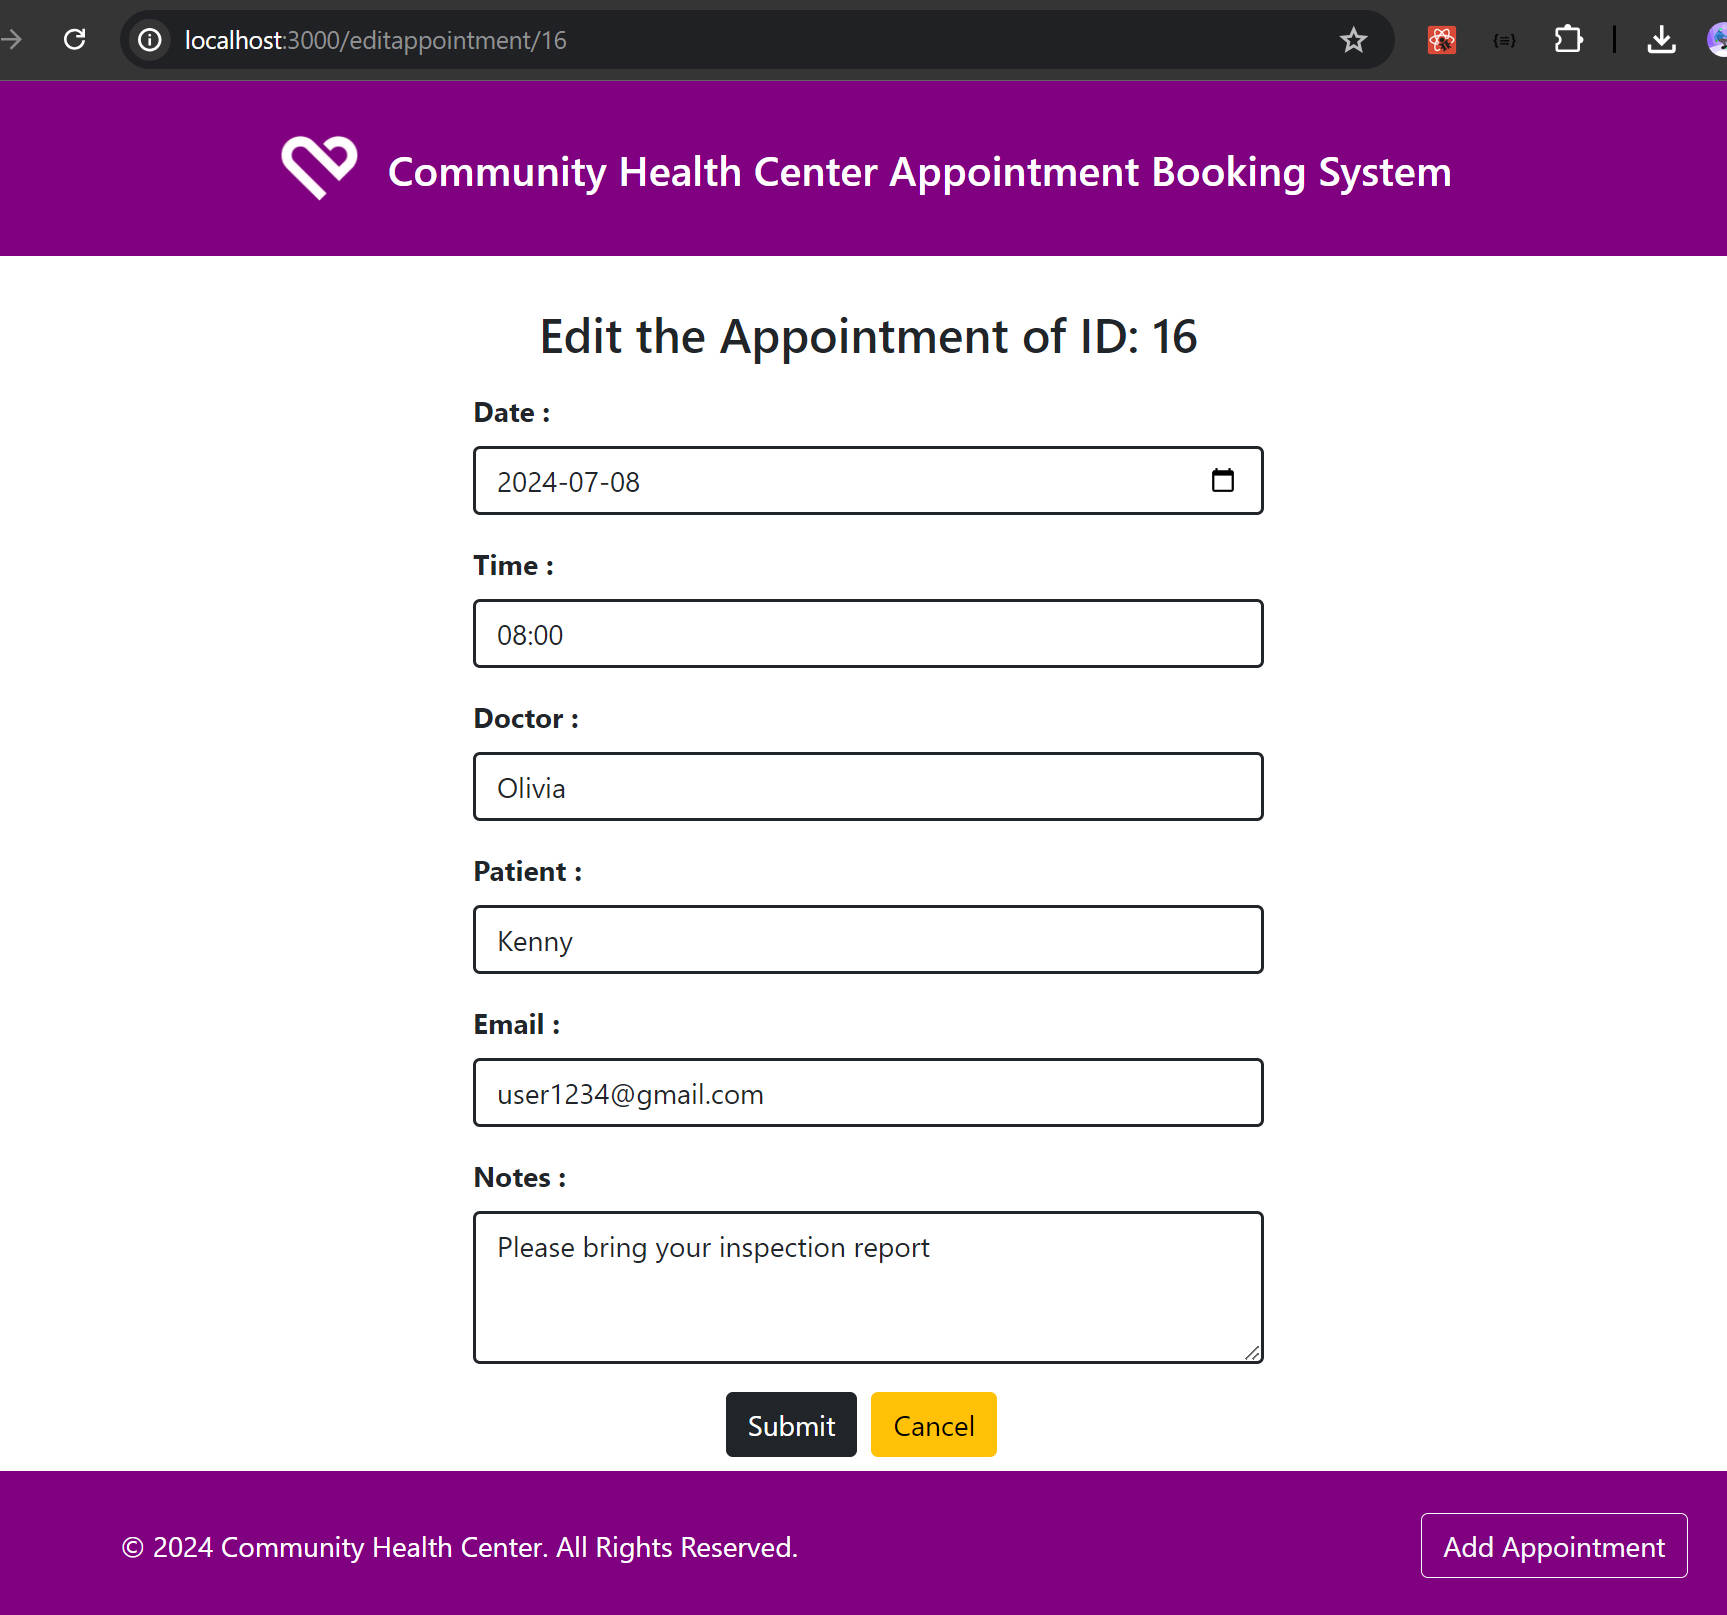 localhost:3000/editappointment/16
Community Health Center Appointment Booking System
Edit the Appointment of ID: 16
Date :
2024-07-08
Time :
08:00
Doctor :
Olivia
Patient :
Kenny
Email :
user1234@gmail.com
Notes :
Please bring your inspection report
Submit Cancel
© 2024 Community Health Center. All Rights Reserved.
Add Appointment